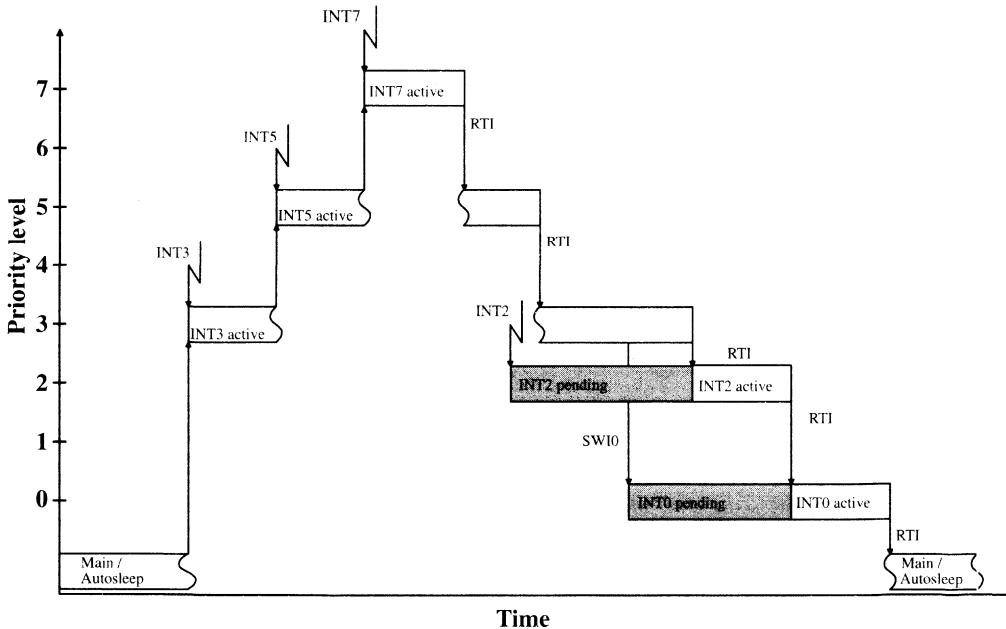 INT7
7
INT7 active
RTI
INT5
6
5
INT5 active
RTI
INT3
4
INT2
3
INT3 active
RTI
2
INT2 pending
INT2 active
RTI
1
SWI0
0
INT0 pending
INT0 active
RTI
Main /
Autosleep
Main /
Autosleep
Priority level
Time